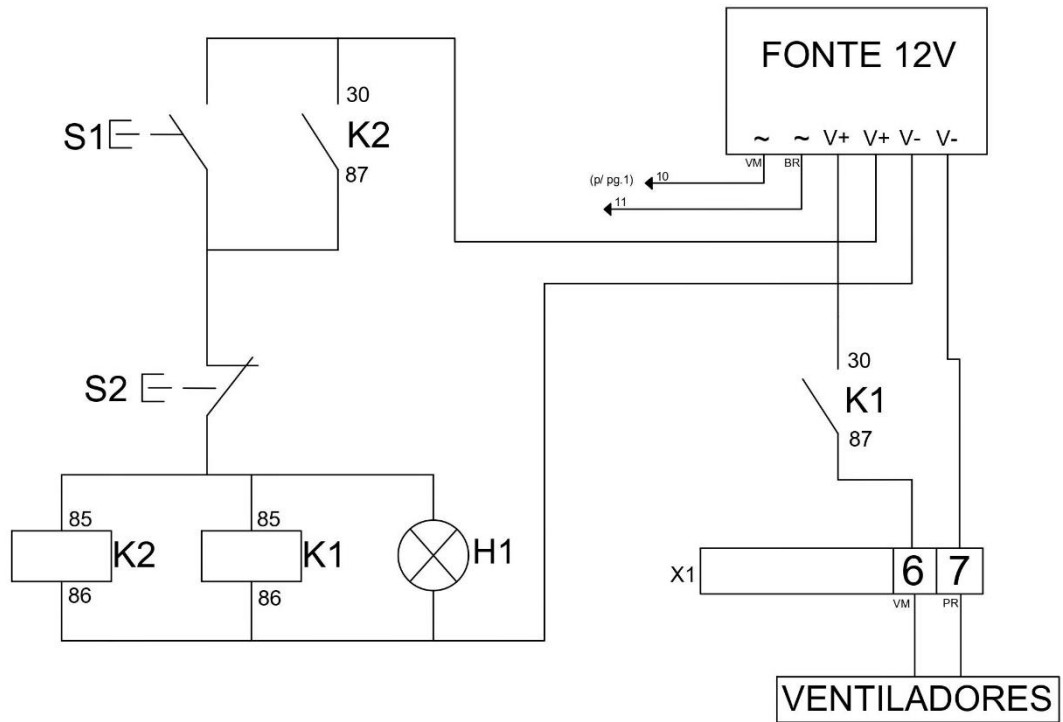 FONTE 12V
~ ~ V+ V+ V- V-
VM BR
(p/ pg.1) 10
11
S1
30
K2
87
S2
30
K1
87
85
K2
86
85
K1
86
H1
X1 6 7
VM PR
VENTILADORES